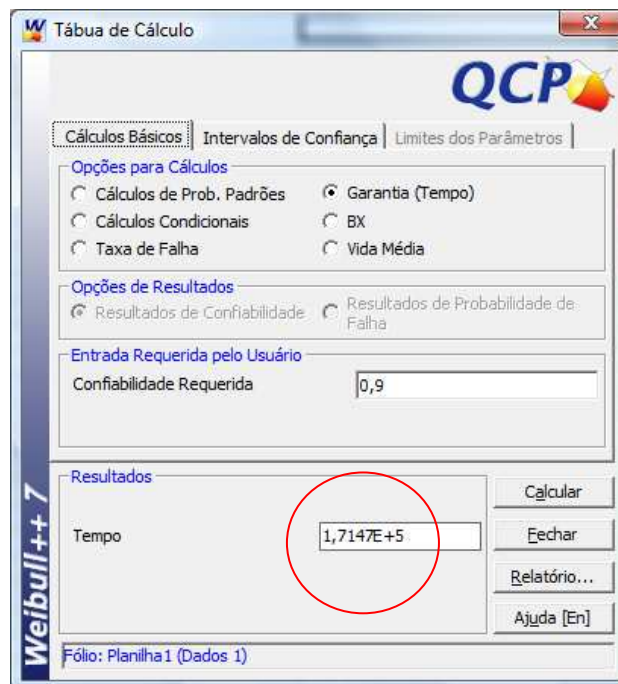 Tábua de Cálculo
QCP
Cálculos Básicos Intervalos de Confiança Limites dos Parâmetros
Opções para Cálculos
Cálculos de Prob. Padrões Garantia (Tempo)
Cálculos Condicionais BX
Taxa de Falha Vida Média
Opções de Resultados
Resultados de Confiabilidade Resultados de Probabilidade de
Falha
Entrada Requerida pelo Usuário
Confiabilidade Requerida 0,9
Resultados
Tempo 1,7147E+5
Calcular
Fechar
Relatório...
Ajuda [En]
Weibull++ 7
Fólio: Planilha1 (Dados 1)